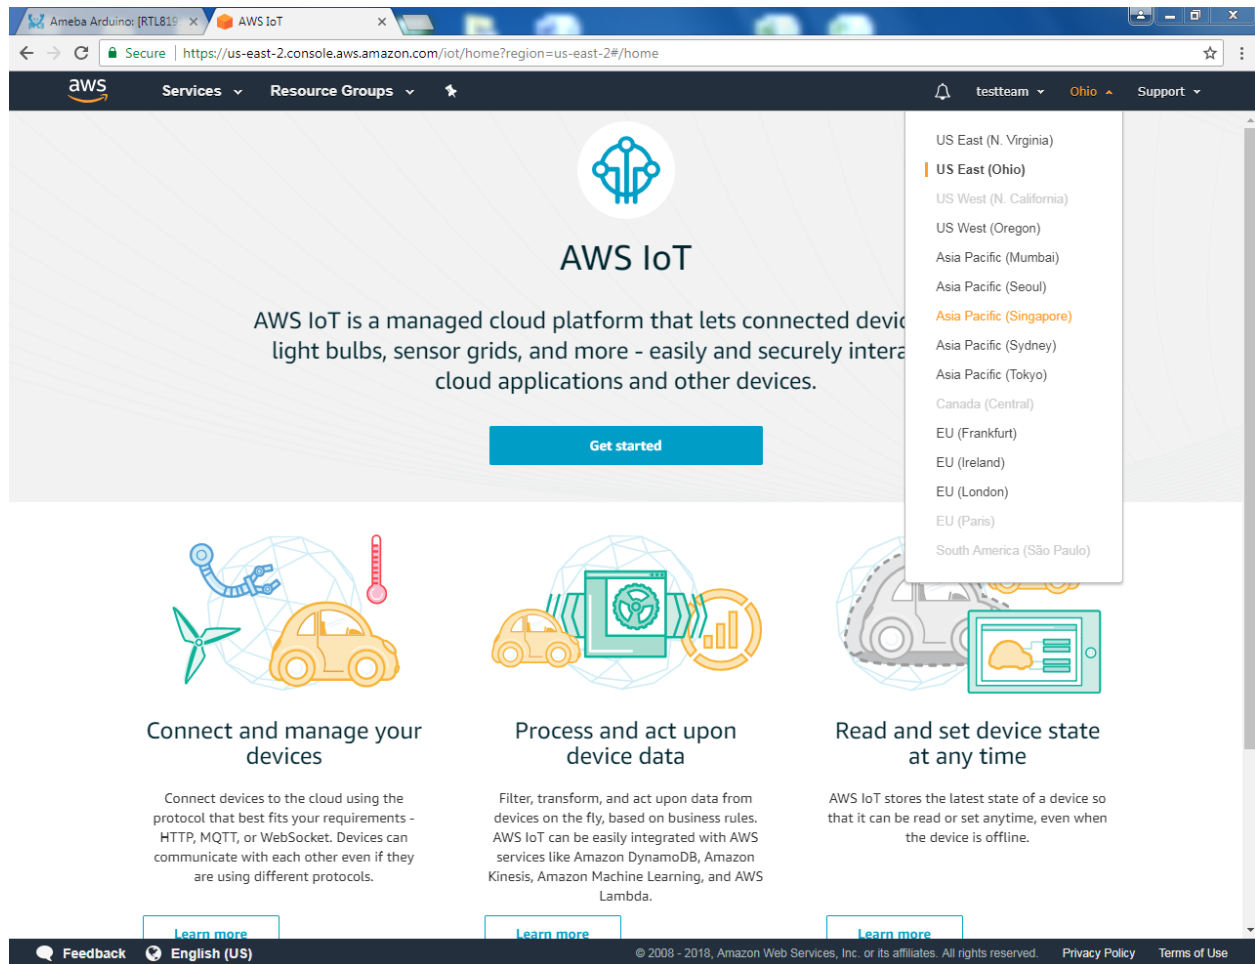 Ameba Arduino: [RTL819
AWS IoT
Secure
https://us-east-2.console.aws.amazon.com/iot/home?region=us-east-2#/home
aws
Services
Resource Groups
testteam
Ohio
Support
US East (N. Virginia)
US East (Ohio)
US West (N. California)
US West (Oregon)
Asia Pacific (Mumbai)
Asia Pacific (Seoul)
Asia Pacific (Singapore)
Asia Pacific (Sydney)
Asia Pacific (Tokyo)
Canada (Central)
EU (Frankfurt)
EU (Ireland)
EU (London)
EU (Paris)
South America (São Paulo)
AWS IoT
AWS IoT is a managed cloud platform that lets connected devic
light bulbs, sensor grids, and more - easily and securely intera
cloud applications and other devices.
Get started
Connect and manage your
devices
Connect devices to the cloud using the
protocol that best fits your requirements -
HTTP, MQTT, or WebSocket. Devices can
communicate with each other even if they
are using different protocols.
Learn more
Process and act upon
device data
Filter, transform, and act upon data from
devices on the fly, based on business rules.
AWS IoT can be easily integrated with AWS
services like Amazon DynamoDB, Amazon
Kinesis, Amazon Machine Learning, and AWS
Lambda.
Learn more
Read and set device state
at any time
AWS IoT stores the latest state of a device so
that it can be read or set anytime, even when
the device is offline.
Learn more
Feedback
English (US)
© 2008 - 2018, Amazon Web Services, Inc. or its affiliates. All rights reserved.
Privacy Policy
Terms of Use